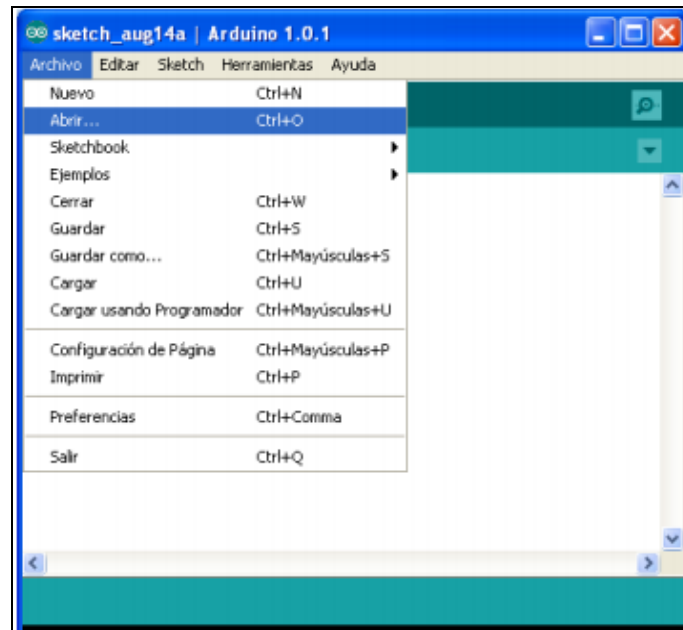 sketch_aug14a | Arduino 1.0.1
Archivo Editar Sketch Herramientas Ayuda
Nuevo Ctrl+N
Abrir... Ctrl+O
Sketchbook
Ejemplos
Cerrar Ctrl+W
Guardar Ctrl+S
Guardar como... Ctrl+Mayúsculas+S
Cargar Ctrl+U
Cargar usando Programador Ctrl+Mayúsculas+U
Configuración de Página Ctrl+Mayúsculas+P
Imprimir Ctrl+P
Preferencias Ctrl+Comma
Salir Ctrl+Q